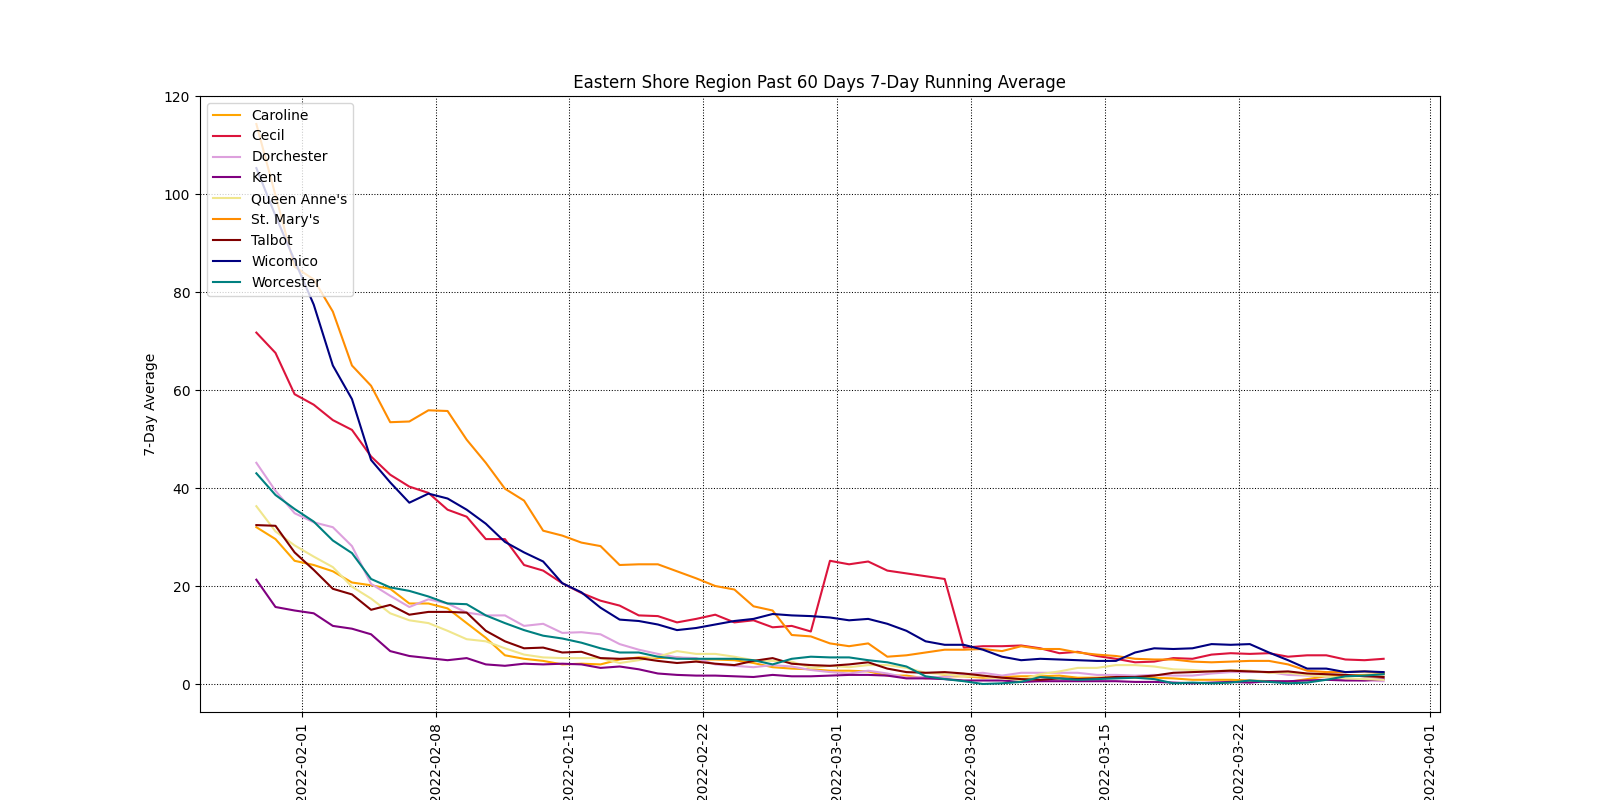 Eastern Shore Region Past 60 Days 7-Day Running Average
120
100
80
60
40
20
0
7-Day Average
Caroline
Cecil
Dorchester
Kent
Queen Anne's
St. Mary's
Talbot
Wicomico
Worcester
2022-02-01
2022-02-08
2022-02-15
2022-02-22
2022-03-01
2022-03-08
2022-03-15
2022-03-22
2022-04-01